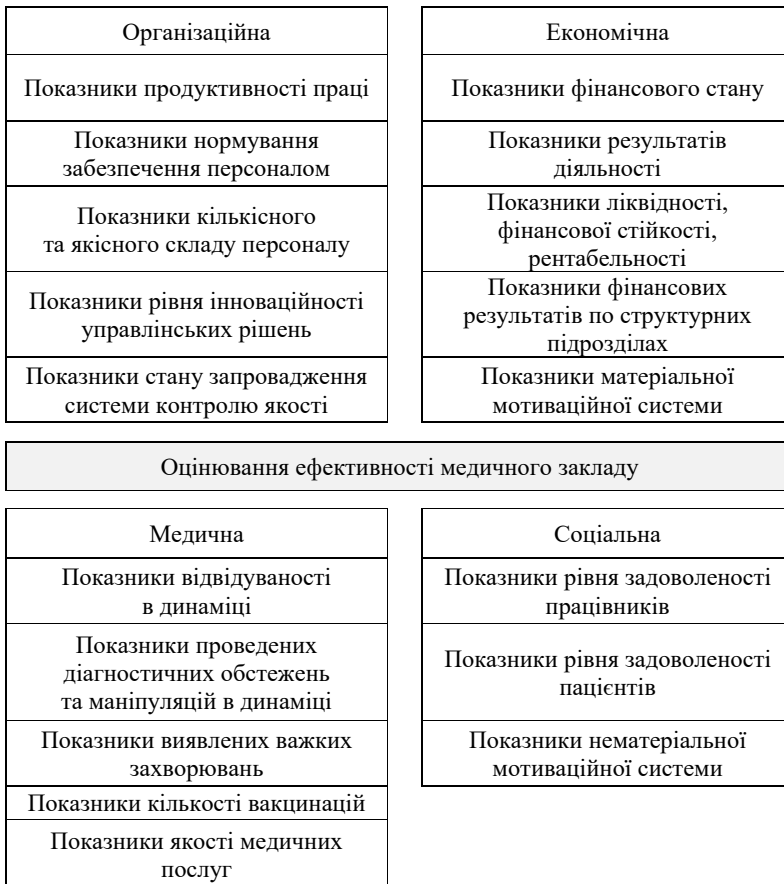 Організаційна
Показники продуктивності праці
Показники нормування
забезпечення персоналом
Показники кількісного
та якісного складу персоналу
Показники рівня інноваційності
управлінських рішень
Показники стану запровадження
системи контролю якості
Економічна
Показники фінансового стану
Показники результатів
діяльності
Показники ліквідності,
фінансової стійкості,
рентабельності
Показники фінансових
результатів по структурних
підрозділах
Показники матеріальної
мотиваційної системи
Оцінювання ефективності медичного закладу
Медична
Показники відвідуваності
в динаміці
Показники проведених
діагностичних обстежень
та маніпуляцій в динаміці
Показники виявлених важких
захворювань
Показники кількості вакцинацій
Показники якості медичних
послуг
Соціальна
Показники рівня задоволеності
працівників
Показники рівня задоволеності
пацієнтів
Показники нематеріальної
мотиваційної системи